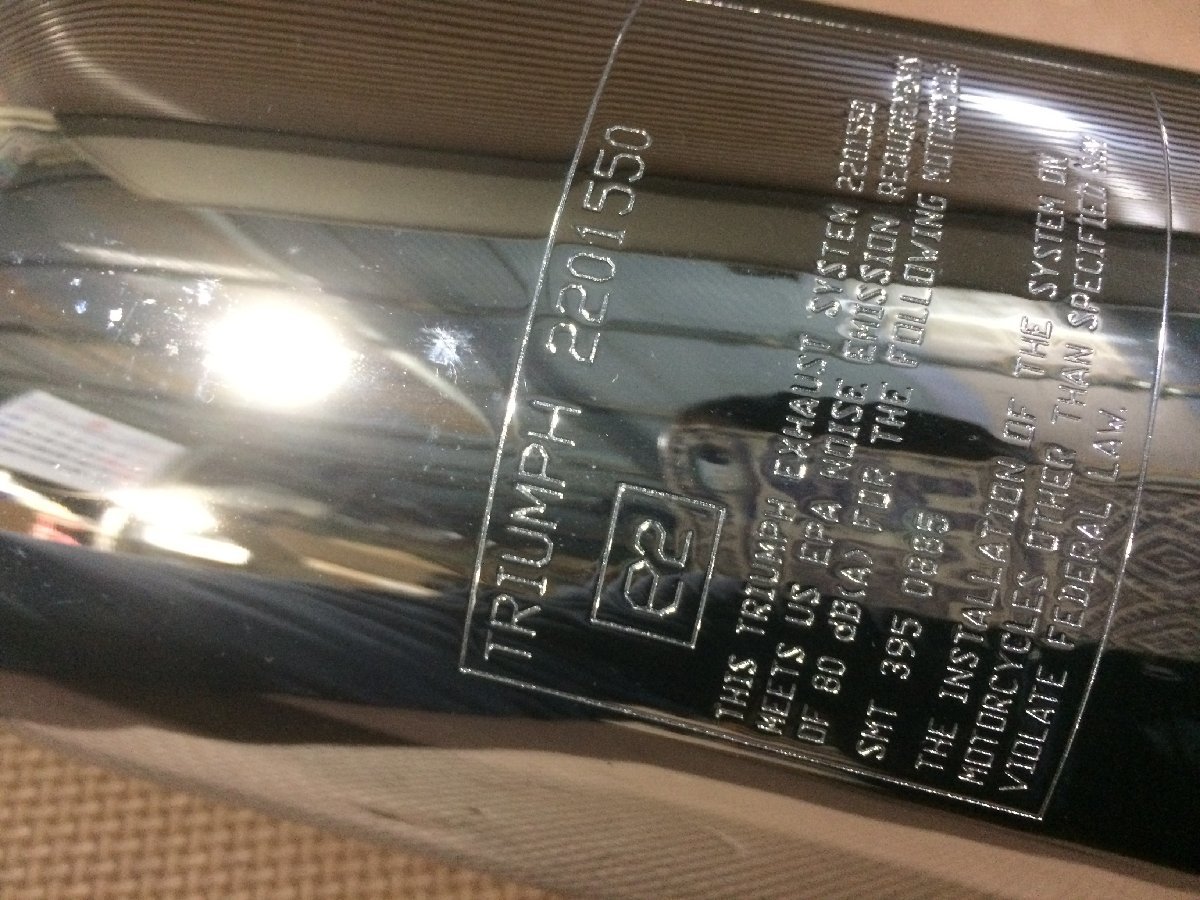 TRIUMPH 2201550
e2
THIS TRIUMPH EXHAUST SYSTEM 2201550
MEETS US EPA NOISE EMISSION REQUIREMENTS
OF 80 dB(A) FOR THE FOLLOWING MOTORCYCLES
SMT 395 0885
THE INSTALLATION OF THE SYSTEM ON
MOTORCYCLES OTHER THAN SPECIFIED MAY
VIOLATE FEDERAL LAW.